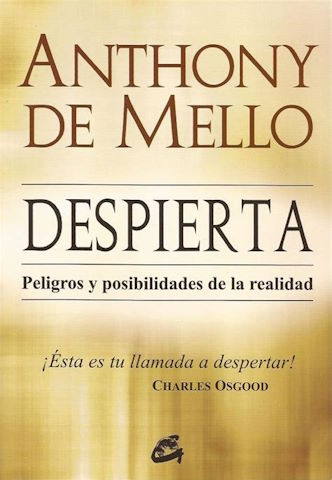 ANTHONY
DE MELLO
DESPIERTA
Peligros y posibilidades de la realidad
¡Ésta es tu llamada a despertar!
CHARLES OSGOOD